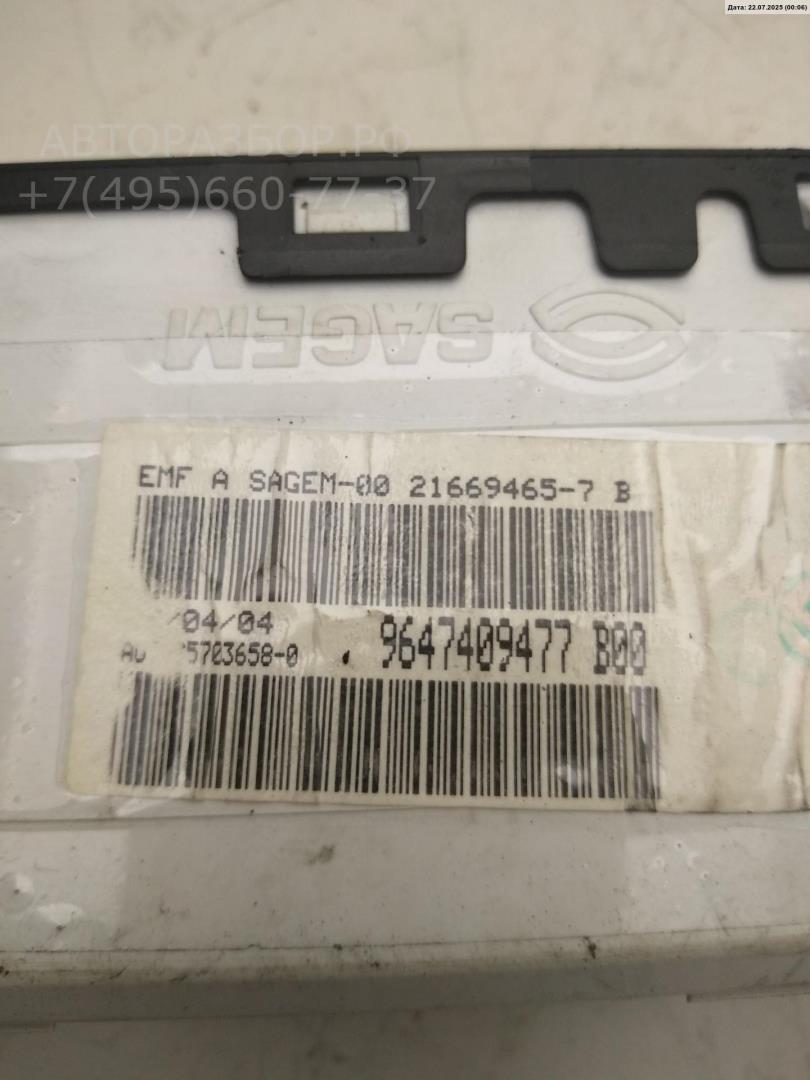 Дата: 22.07.2025 (00:06)
АВТОРАЗБОР.РФ
+7(495)660-77-37
SAGEM
EMF A SAGEM-00 21669465-7 B
/04/04
5703658-0 9647409477 B00